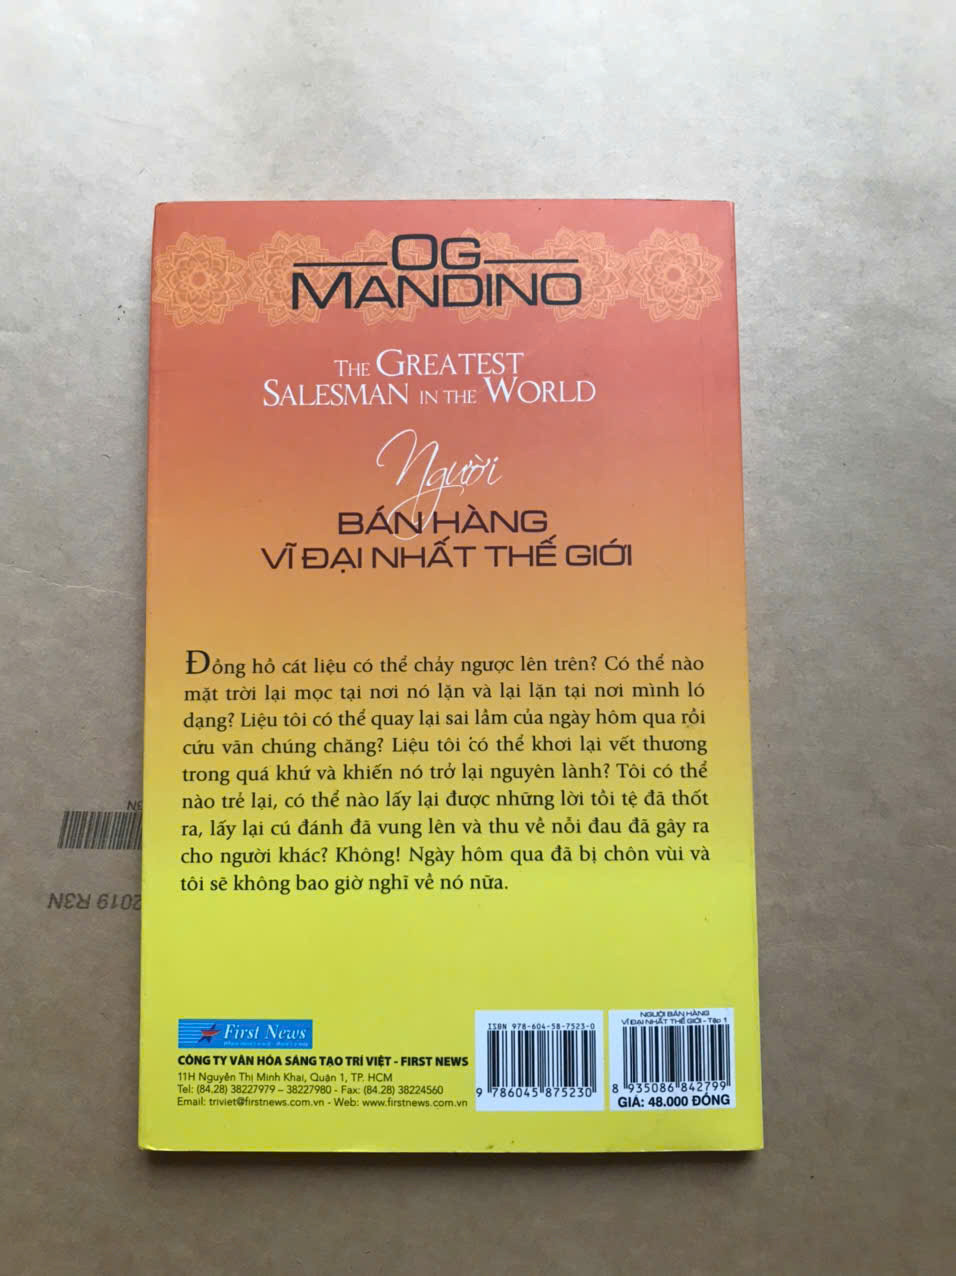 OG
MANDINO
THE GREATEST
SALESMAN IN THE WORLD
Người
BÁN HÀNG
VĨ ĐẠI NHẤT THẾ GIỚI
Đồng hồ cát liệu có thể chảy ngược lên trên? Có thể nào
mặt trời lại mọc tại nơi nó lặn và lại lặn tại nơi mình ló
dạng? Liệu tôi có thể quay lại sai lầm của ngày hôm qua rồi
cứu vãn chúng chăng? Liệu tôi có thể khơi lại vết thương
trong quá khứ và khiến nó trở lại nguyên lành? Tôi có thể
nào trẻ lại, có thể nào lấy lại được những lời tồi tệ đã thốt
ra, lấy lại cú đánh đã vung lên và thu về nỗi đau đã gây ra
cho người khác? Không! Ngày hôm qua đã bị chôn vùi và
tôi sẽ không bao giờ nghĩ về nó nữa.
R3N
2019 R3N
First News
CÔNG TY VĂN HÓA SÁNG TẠO TRÍ VIỆT - FIRST NEWS
11H Nguyễn Thị Minh Khai, Quận 1, TP. HCM
Tel: (84.28) 38227979 – 38227980 - Fax: (84.28) 38224560
Email: triviet@firstnews.com.vn - Web: www.firstnews.com.vn
ISBN 978-604-58-7523-0
9 786045 875230
NGƯỜI BÁN HÀNG
VĨ ĐẠI NHẤT THẾ GIỚI - Tập 1
8 935086 842799
GIÁ: 48.000 ĐỒNG